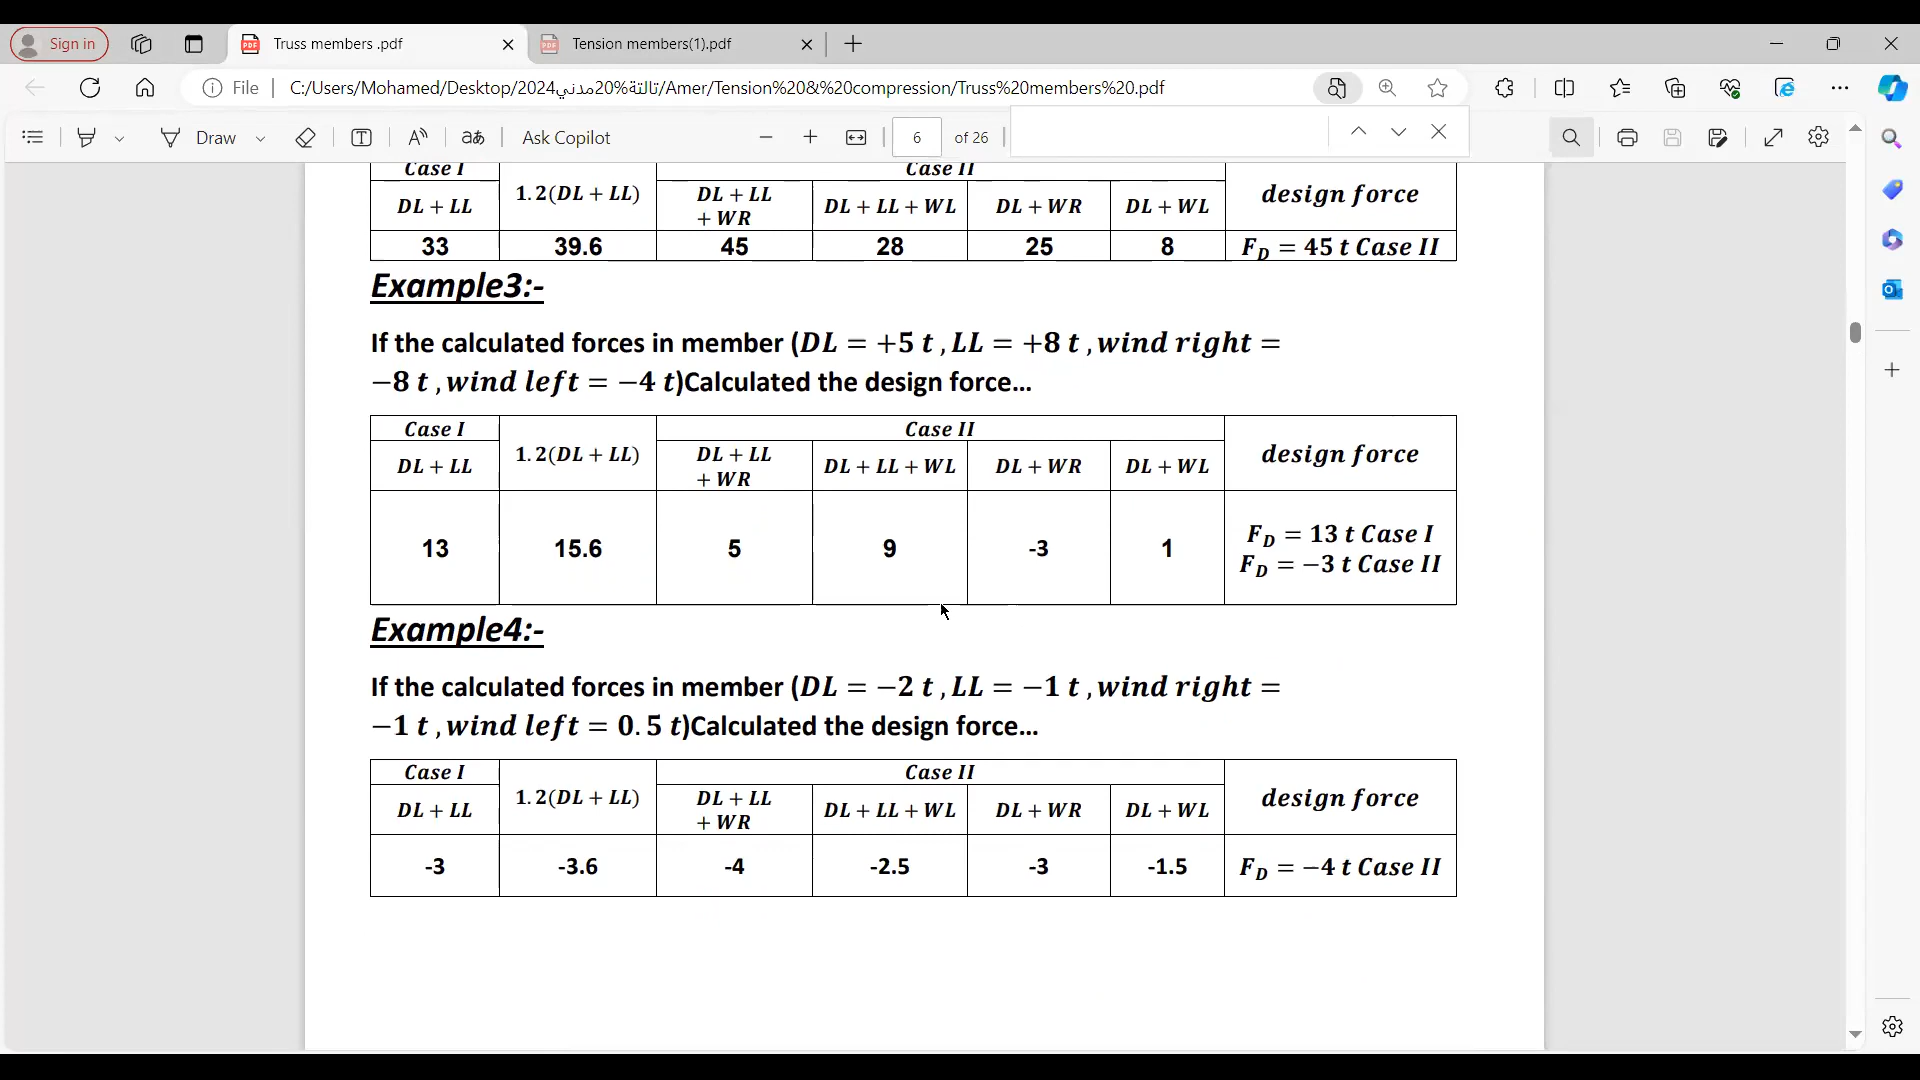 Sign in
Truss members .pdf
Tension members(1).pdf
File
C:/Users/Mohamed/Desktop/2024تالتة%20مدني/Amer/Tension%20&%20compression/Truss%20members%20.pdf
Draw
aあ
Ask Copilot
6 of 26
Case I 1.2(DL + LL) Case II design force
DL + LL DL + LL + WR DL + LL + WL DL + WR DL + WL
33 39.6 45 28 25 8 F_D = 45 t Case II
Example3:-
If the calculated forces in member (DL = +5 t , LL = +8 t , wind right =
−8 t , wind left = −4 t)Calculated the design force...
Case I 1.2(DL + LL) Case II design force
DL + LL DL + LL + WR DL + LL + WL DL + WR DL + WL
13 15.6 5 9 -3 1 F_D = 13 t Case I
F_D = −3 t Case II
Example4:-
If the calculated forces in member (DL = −2 t , LL = −1 t , wind right =
−1 t , wind left = 0.5 t)Calculated the design force...
Case I 1.2(DL + LL) Case II design force
DL + LL DL + LL + WR DL + LL + WL DL + WR DL + WL
-3 -3.6 -4 -2.5 -3 -1.5 F_D = −4 t Case II